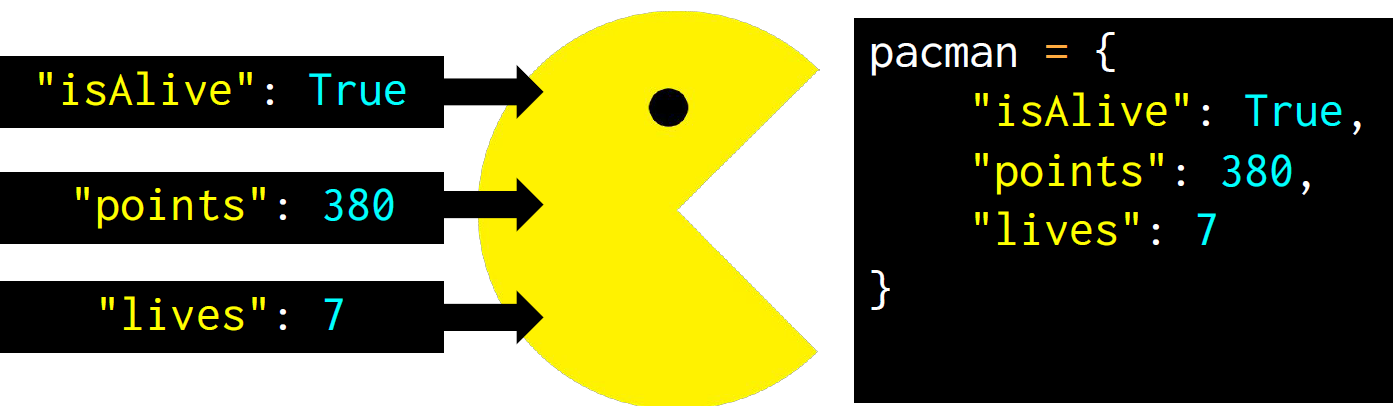 "isAlive": True
"points": 380
"lives": 7
pacman = {
    "isAlive": True,
    "points": 380,
    "lives": 7
}